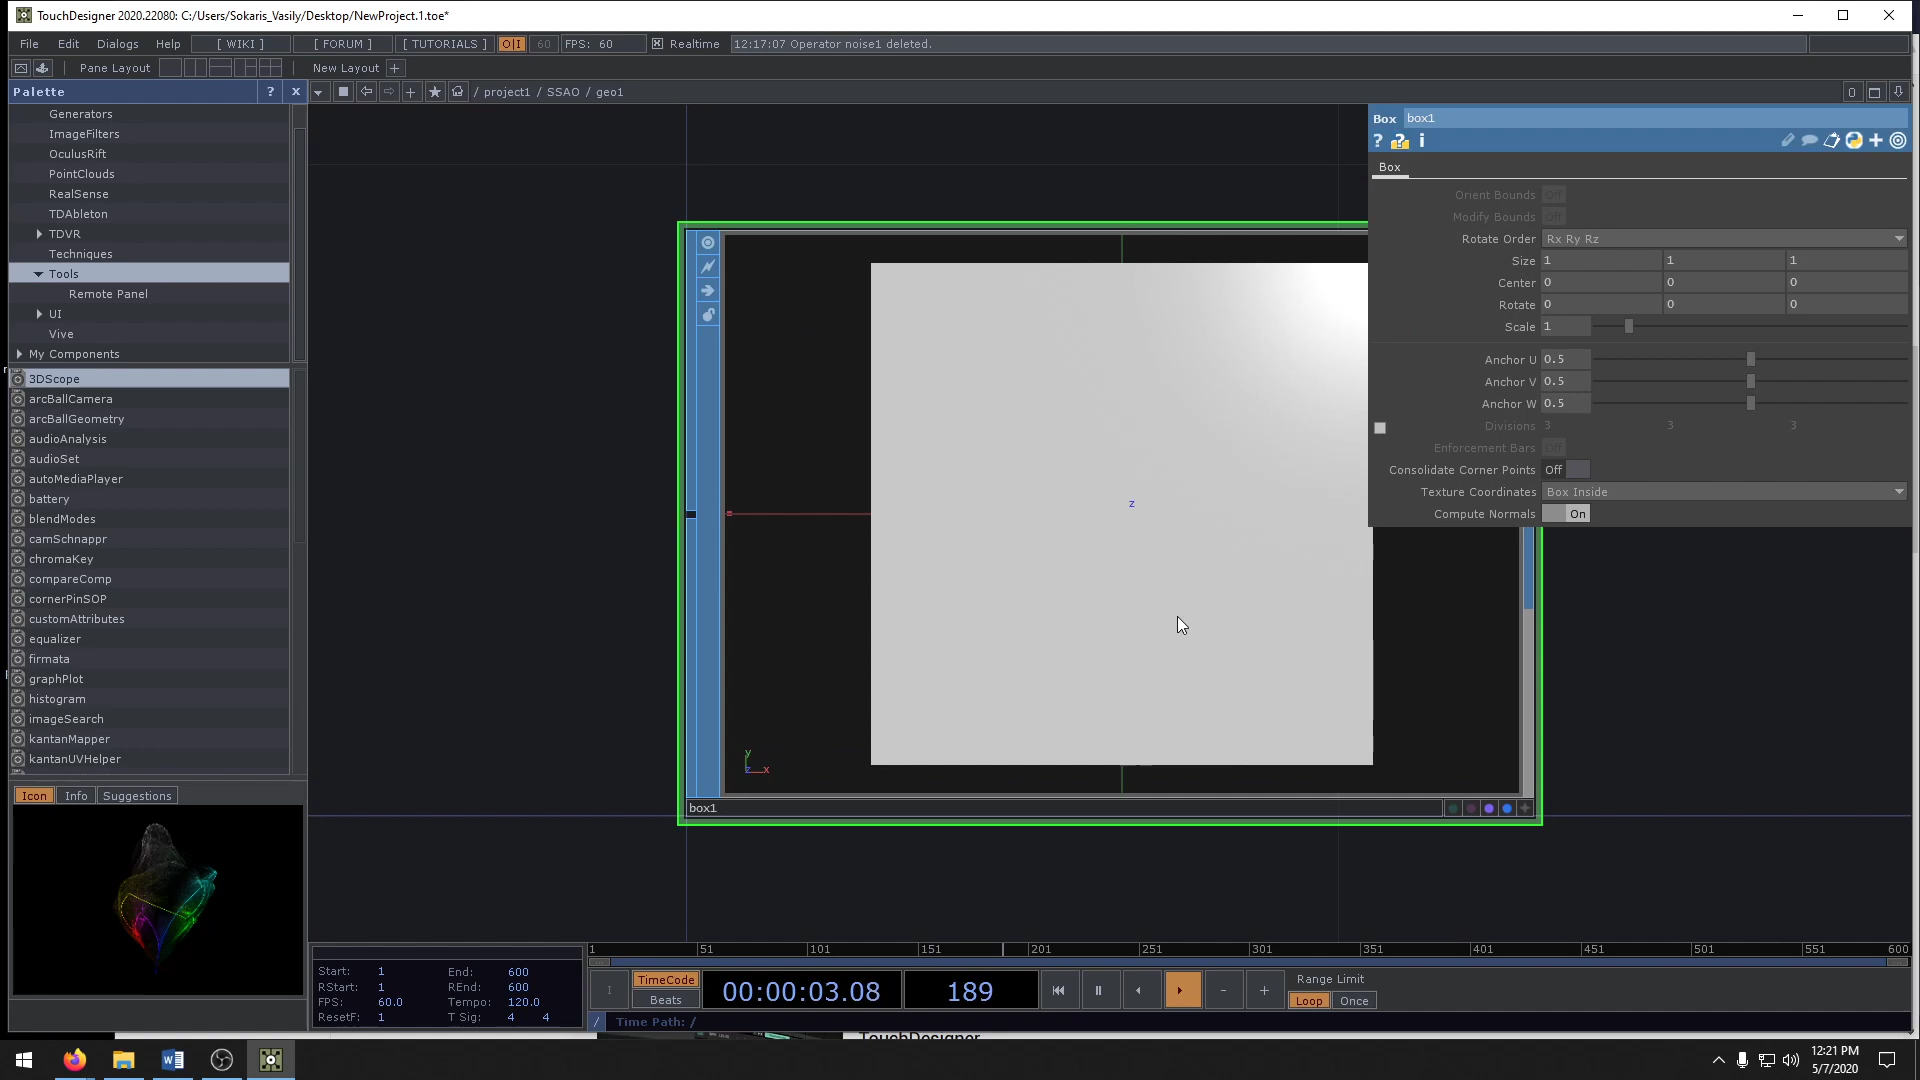 TouchDesigner 2020.22080: C:/Users/Sokaris_Vasily/Desktop/NewProject.1.toe*
File Edit Dialogs Help [ WIKI ] [ FORUM ] [ TUTORIALS ] O|I 60 FPS: 60 Realtime 12:17:07 Operator noise1 deleted.
Pane Layout New Layout +
Palette ? x / project1 / SSAO / geo1 0
Generators
ImageFilters
OculusRift
PointClouds
RealSense
TDAbleton
TDVR
Techniques
Tools
Remote Panel
UI
Vive
My Components
3DScope
arcBallCamera
arcBallGeometry
audioAnalysis
audioSet
autoMediaPlayer
battery
blendModes
camSchnappr
chromaKey
compareComp
cornerPinSOP
customAttributes
equalizer
firmata
graphPlot
histogram
imageSearch
kantanMapper
kantanUVHelper
Icon Info Suggestions
z
y
z x
box1
Box box1
? ? i
Box
Orient Bounds Off
Modify Bounds Off
Rotate Order Rx Ry Rz
Size 1 1 1
Center 0 0 0
Rotate 0 0 0
Scale 1
Anchor U 0.5
Anchor V 0.5
Anchor W 0.5
Divisions 3 3 3
Enforcement Bars Off
Consolidate Corner Points Off
Texture Coordinates Box Inside
Compute Normals On
1 51 101 151 201 251 301 351 401 451 501 551 600
Start: 1 End: 600
RStart: 1 REnd: 600
FPS: 60.0 Tempo: 120.0
ResetF: 1 T Sig: 4 4
I TimeCode Beats 00:00:03.08 189 - + Range Limit
Loop Once
/ Time Path: /
TouchDesigner
12:21 PM
5/7/2020